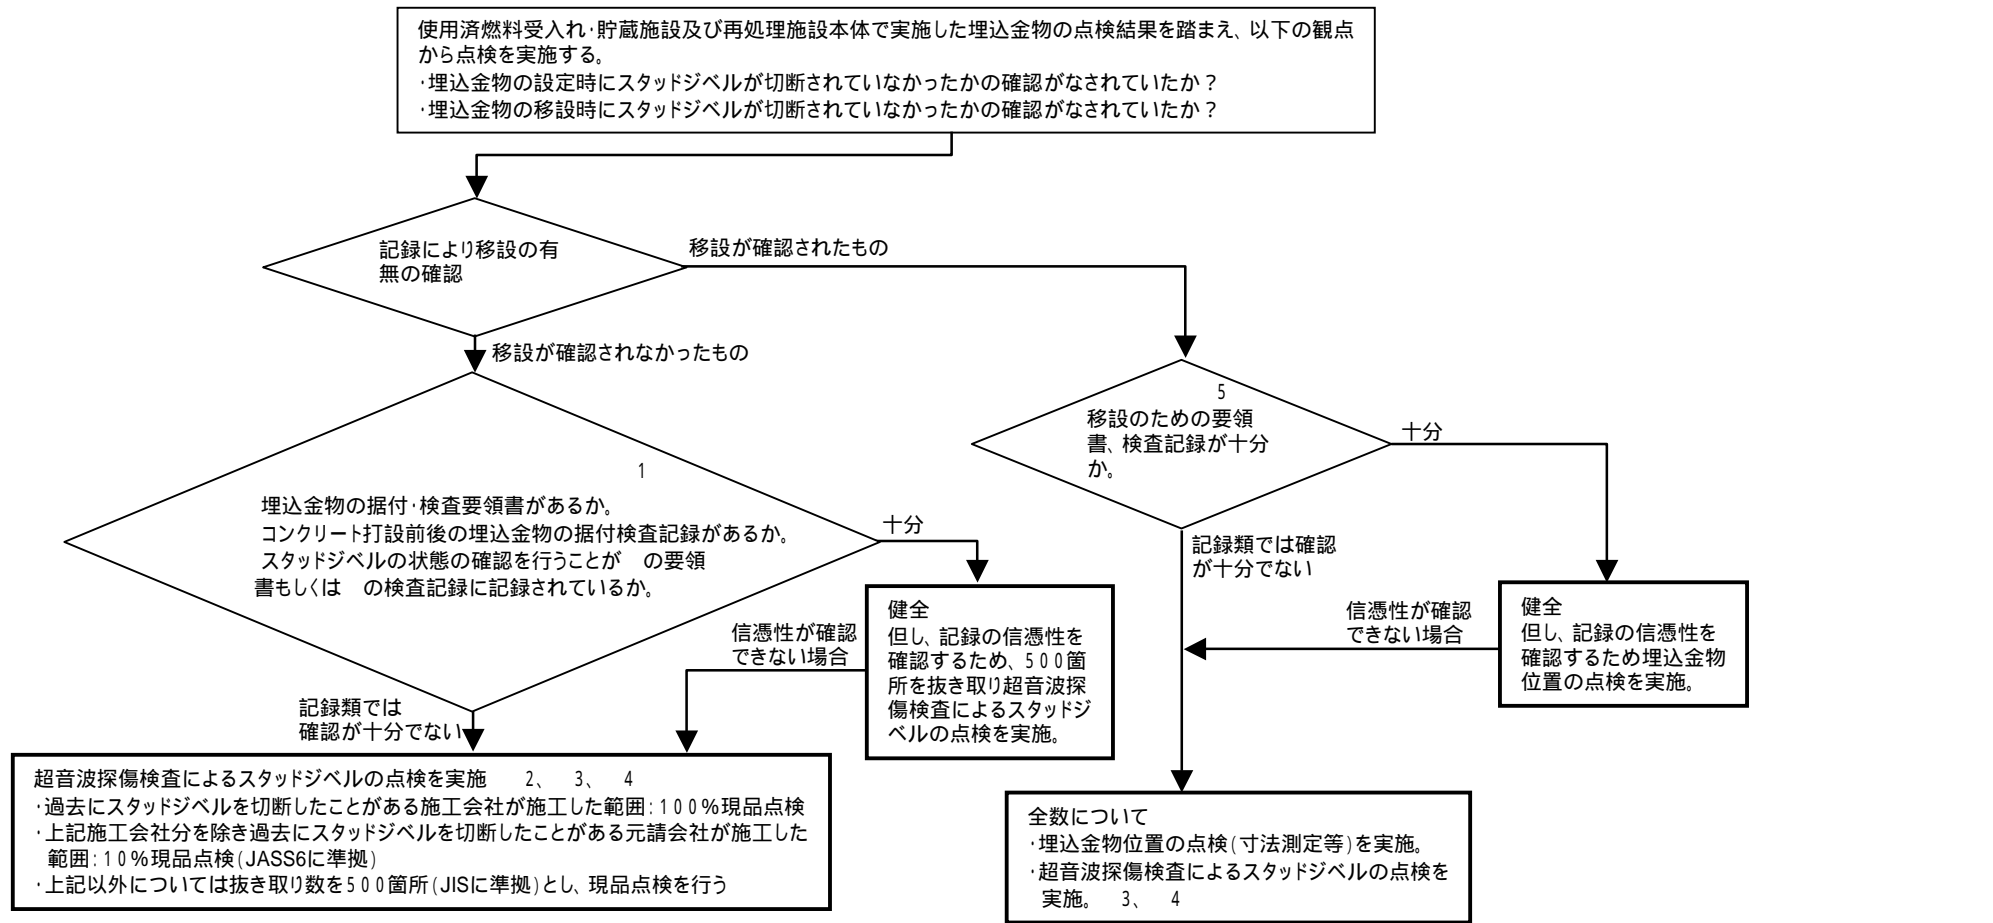 使用済燃料受入れ・貯蔵施設及び再処理施設本体で実施した埋込金物の点検結果を踏まえ、以下の観点
から点検を実施する。
・埋込金物の設定時にスタッドジベルが切断されていなかったかの確認がなされていたか？
・埋込金物の移設時にスタッドジベルが切断されていなかったかの確認がなされていたか？
記録により移設の有
無の確認
移設が確認されたもの
移設が確認されなかったもの
1
埋込金物の据付・検査要領書があるか。
コンクリート打設前後の埋込金物の据付検査記録があるか。
スタッドジベルの状態の確認を行うことが　の要領
書もしくは　の検査記録に記録されているか。
十分
健全
但し、記録の信憑性を
確認するため、500箇
所を抜き取り超音波探
傷検査によるスタッドジ
ベルの点検を実施。
信憑性が確認
できない場合
記録類では
確認が十分でない
超音波探傷検査によるスタッドジベルの点検を実施　2、　3、　4
・過去にスタッドジベルを切断したことがある施工会社が施工した範囲：100％現品点検
・上記施工会社分を除き過去にスタッドジベルを切断したことがある元請会社が施工した
範囲：10％現品点検(JASS6に準拠)
・上記以外については抜き取り数を500箇所(JISに準拠)とし、現品点検を行う
5
移設のための要領
書、検査記録が十分
か。
十分
記録類では確認
が十分でない
健全
但し、記録の信憑性を
確認するため埋込金物
位置の点検を実施。
信憑性が確認
できない場合
全数について
・埋込金物位置の点検(寸法測定等)を実施。
・超音波探傷検査によるスタッドジベルの点検を
実施。　3、　4